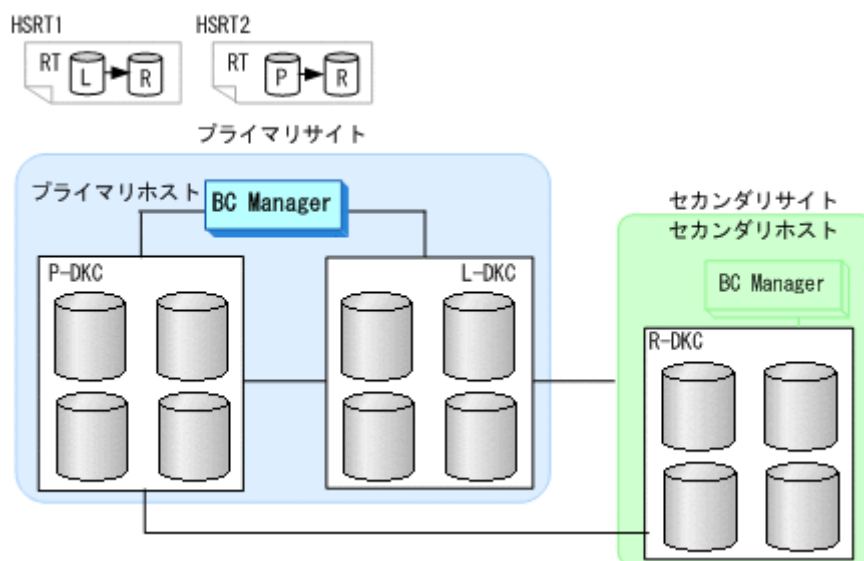 HSRT1
HSRT2
RT
L
R
RT
P
R
プライマリサイト
プライマリホスト
BC Manager
セカンダリサイト
セカンダリホスト
P-DKC
L-DKC
BC Manager
R-DKC